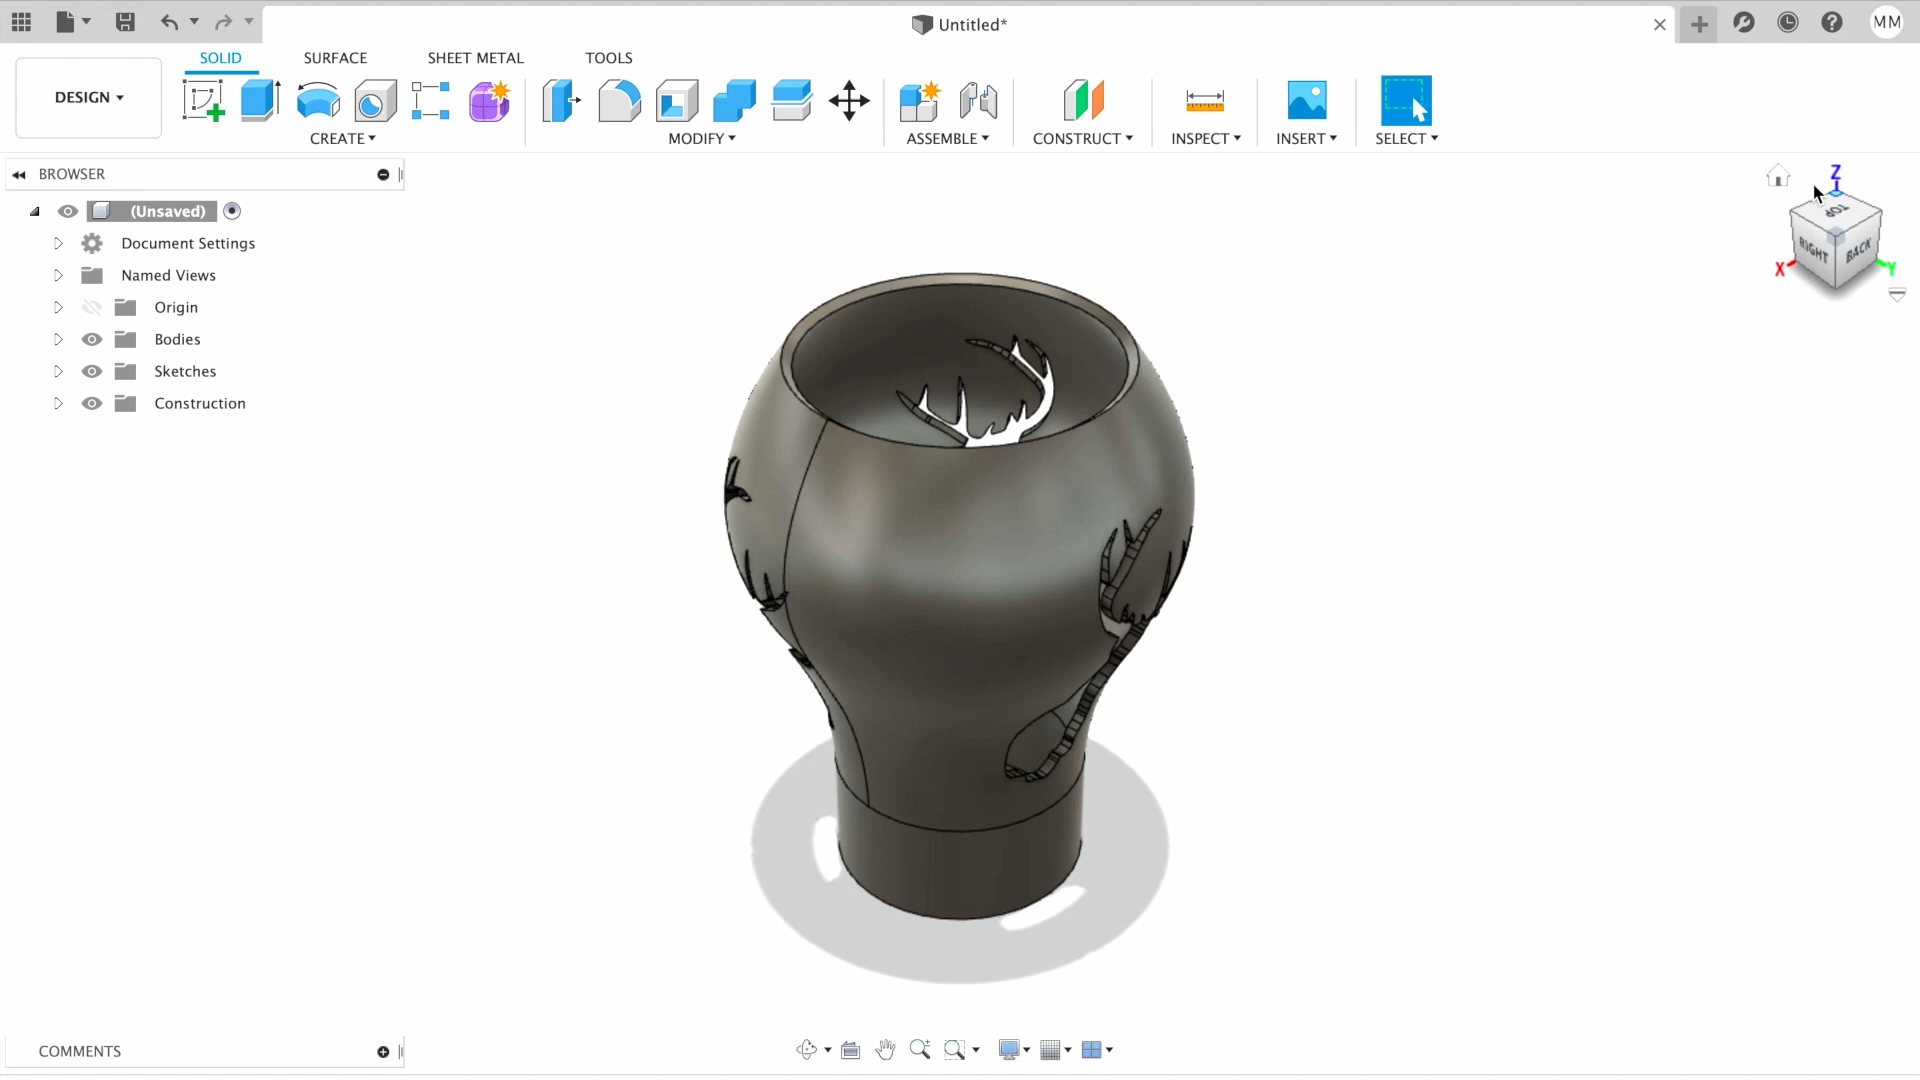 Untitled*
MM
SOLID
SURFACE
SHEET METAL
TOOLS
DESIGN
CREATE
MODIFY
ASSEMBLE
CONSTRUCT
INSPECT
INSERT
SELECT
BROWSER
(Unsaved)
Document Settings
Named Views
Origin
Bodies
Sketches
Construction
Z
TOP
RIGHT
BACK
X
Y
COMMENTS